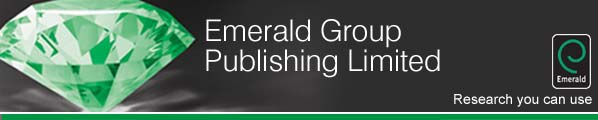 Emerald Group
Publishing Limited
Emerald
Research you can use